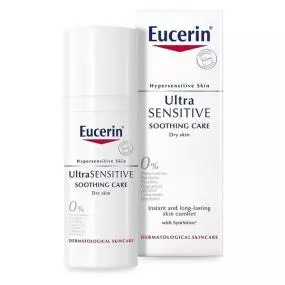 Eucerin
Hypersensitive Skin
UltraSENSITIVE
SOOTHING CARE
Dry skin
0%
DERMATOLOGICAL SKINCARE
Eucerin
Hypersensitive Skin
Ultra
SENSITIVE
SOOTHING CARE
Dry skin
0%
instant and long-lasting
skin comfort
with SymSitive
DERMATOLOGICAL SKINCARE